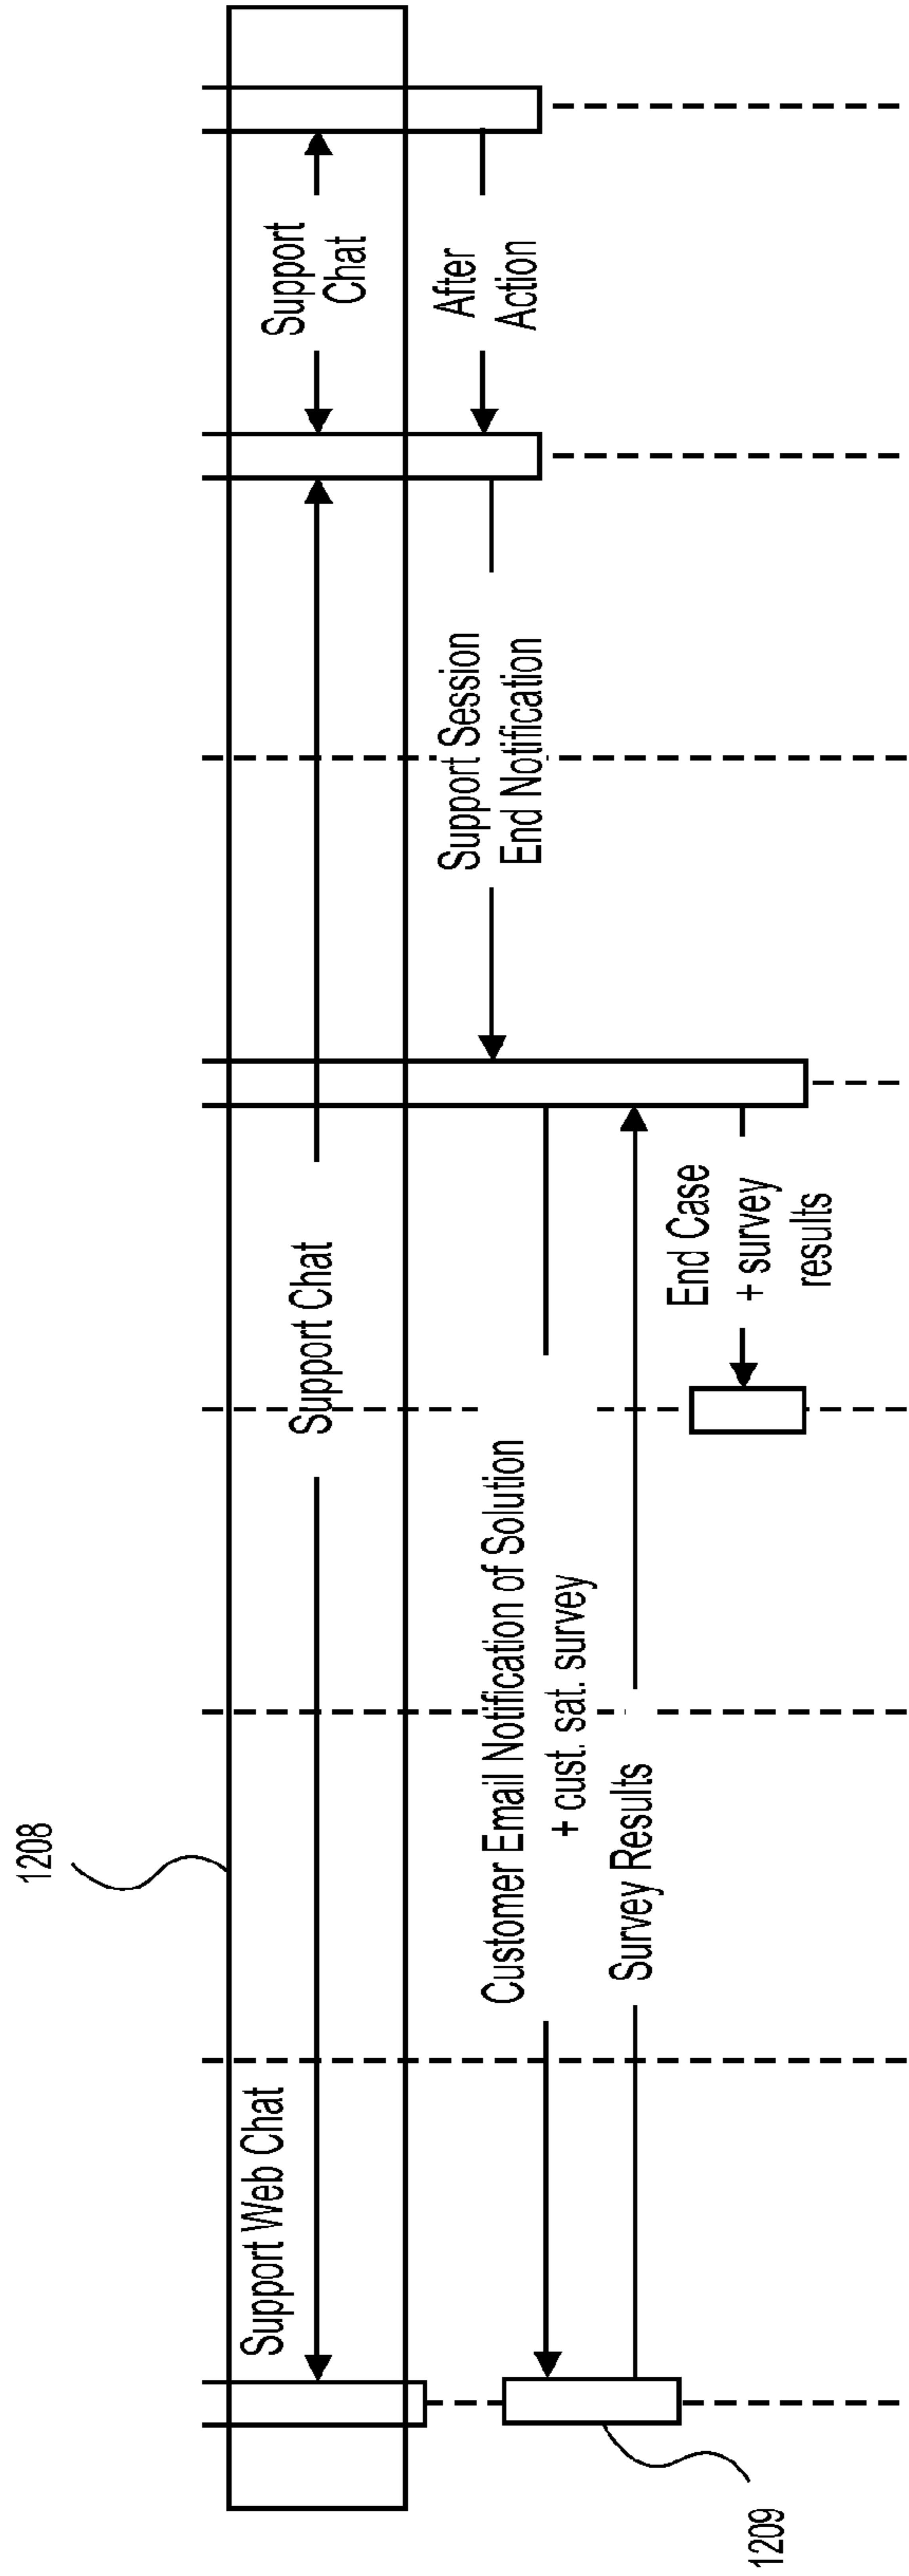 1208
Support Web Chat
Support Chat
Support
Chat
After
Action
Support Session
End Notification
Customer Email Notification of Solution
+ cust. sat. survey
Survey Results
End Case
+ survey
results
1209